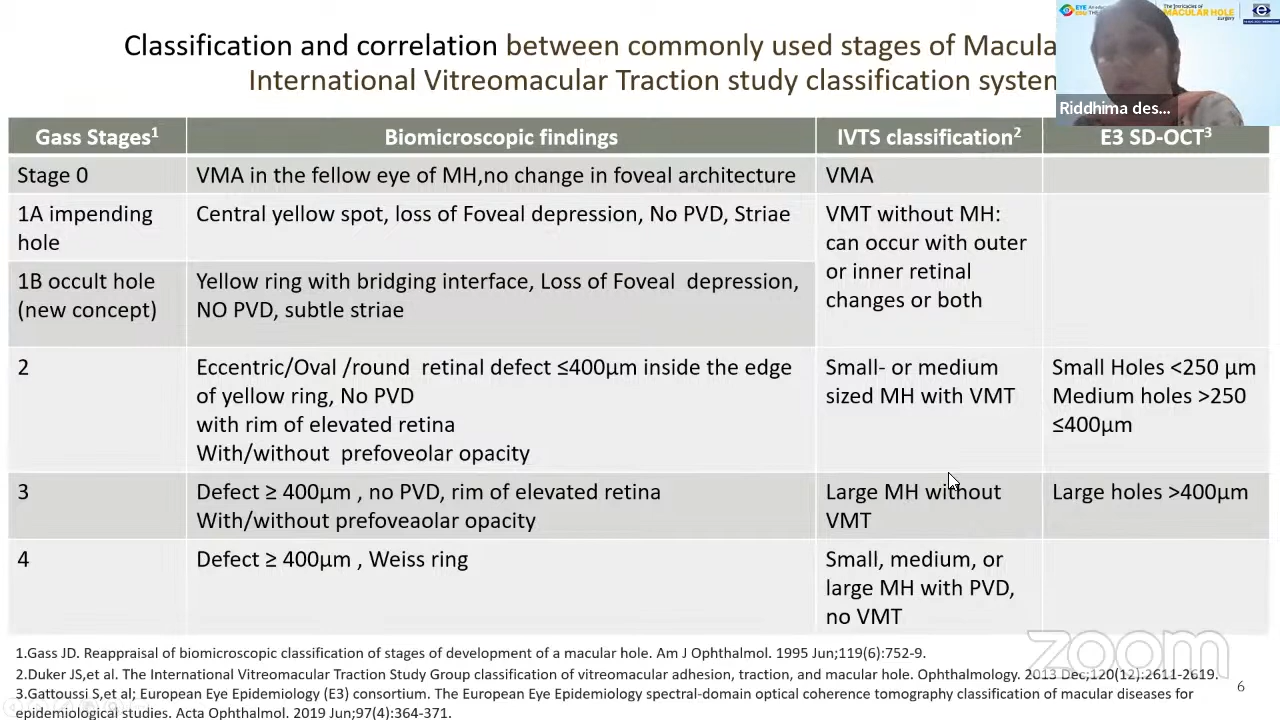 The Intricacies of
MACULAR HOLE
surgery
EYE
Classification and correlation between commonly used stages of Macula
International Vitreomacular Traction study classification system
Riddhima des...
Gass Stages1 Biomicroscopic findings IVTS classification2 E3 SD-OCT3
Stage 0 VMA in the fellow eye of MH,no change in foveal architecture VMA
1A impending Central yellow spot, loss of Foveal depression, No PVD, Striae VMT without MH:
hole can occur with outer
or inner retinal
1B occult hole Yellow ring with bridging interface, Loss of Foveal depression, changes or both
(new concept) NO PVD, subtle striae
2 Eccentric/Oval /round retinal defect ≤400µm inside the edge Small- or medium Small Holes <250 µm
of yellow ring, No PVD sized MH with VMT Medium holes >250
with rim of elevated retina ≤400µm
With/without prefoveolar opacity
3 Defect ≥ 400µm , no PVD, rim of elevated retina Large MH without Large holes >400µm
With/without prefoveaolar opacity VMT
4 Defect ≥ 400µm , Weiss ring Small, medium, or
large MH with PVD,
no VMT
zoom
1.Gass JD. Reappraisal of biomicroscopic classification of stages of development of a macular hole. Am J Ophthalmol. 1995 Jun;119(6):752-9.
2.Duker JS,et al. The International Vitreomacular Traction Study Group classification of vitreomacular adhesion, traction, and macular hole. Ophthalmology. 2013 Dec;120(12):2611-2619.
3.Gattoussi S,et al; European Eye Epidemiology (E3) consortium. The European Eye Epidemiology spectral-domain optical coherence tomography classification of macular diseases for
epidemiological studies. Acta Ophthalmol. 2019 Jun;97(4):364-371.
6